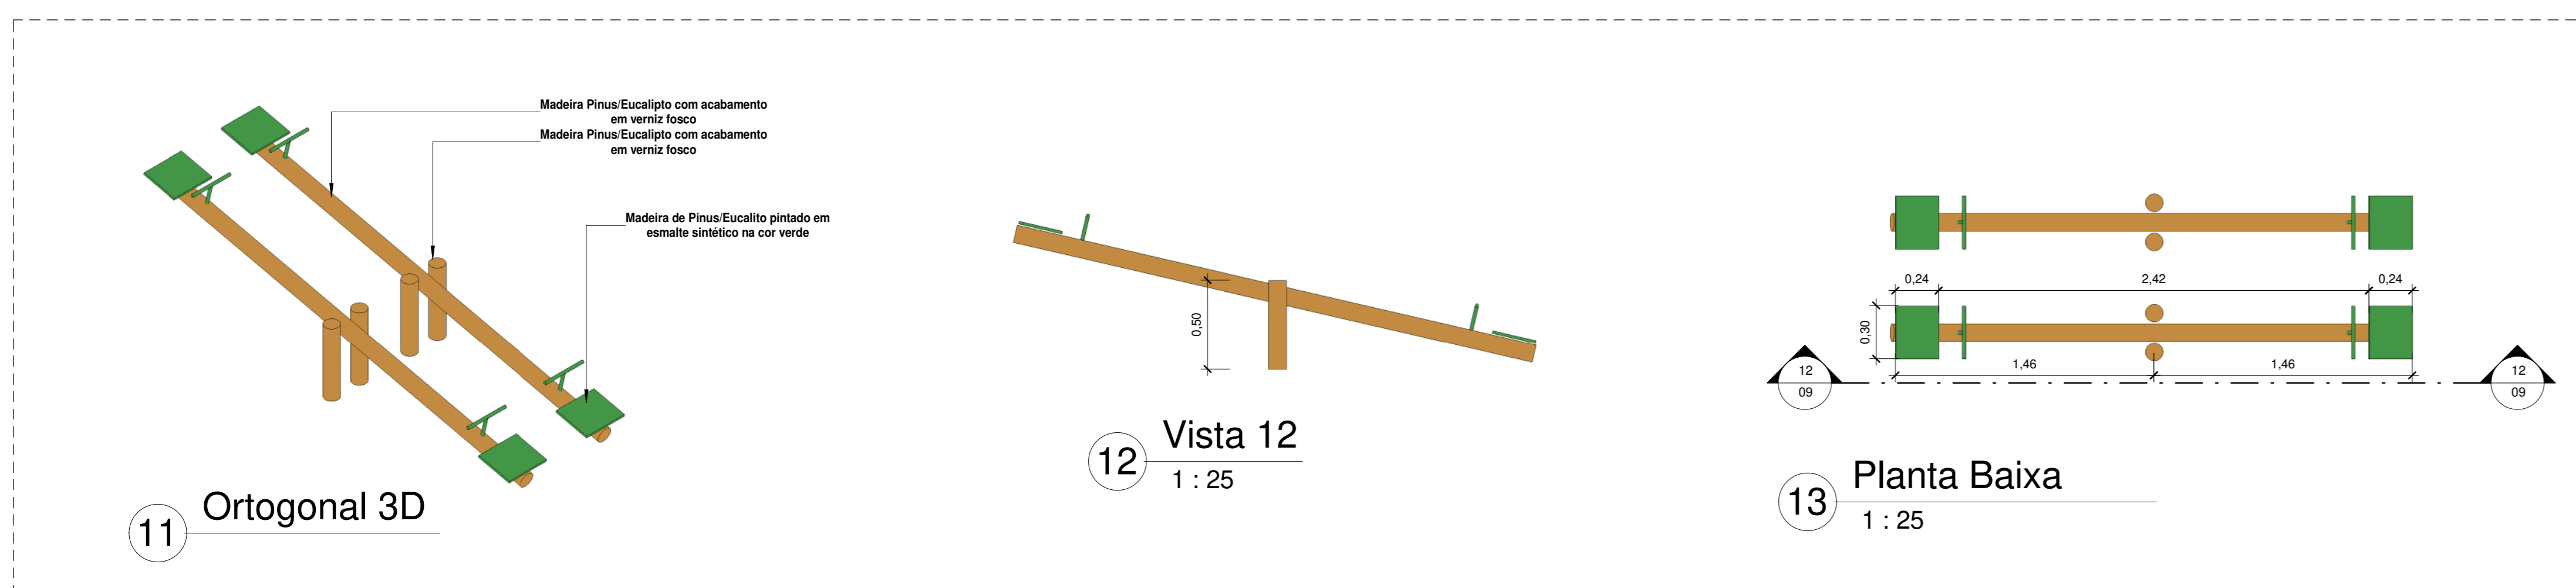 Madeira Pinus/Eucalipto com acabamento
em verniz fosco
Madeira Pinus/Eucalipto com acabamento
em verniz fosco
Madeira de Pinus/Eucalito pintado em
esmalte sintético na cor verde
11
Ortogonal 3D
0,50
12
Vista 12
1 : 25
0,24
2,42
0,24
0,30
1,46
1,46
12
09
12
09
13
Planta Baixa
1 : 25